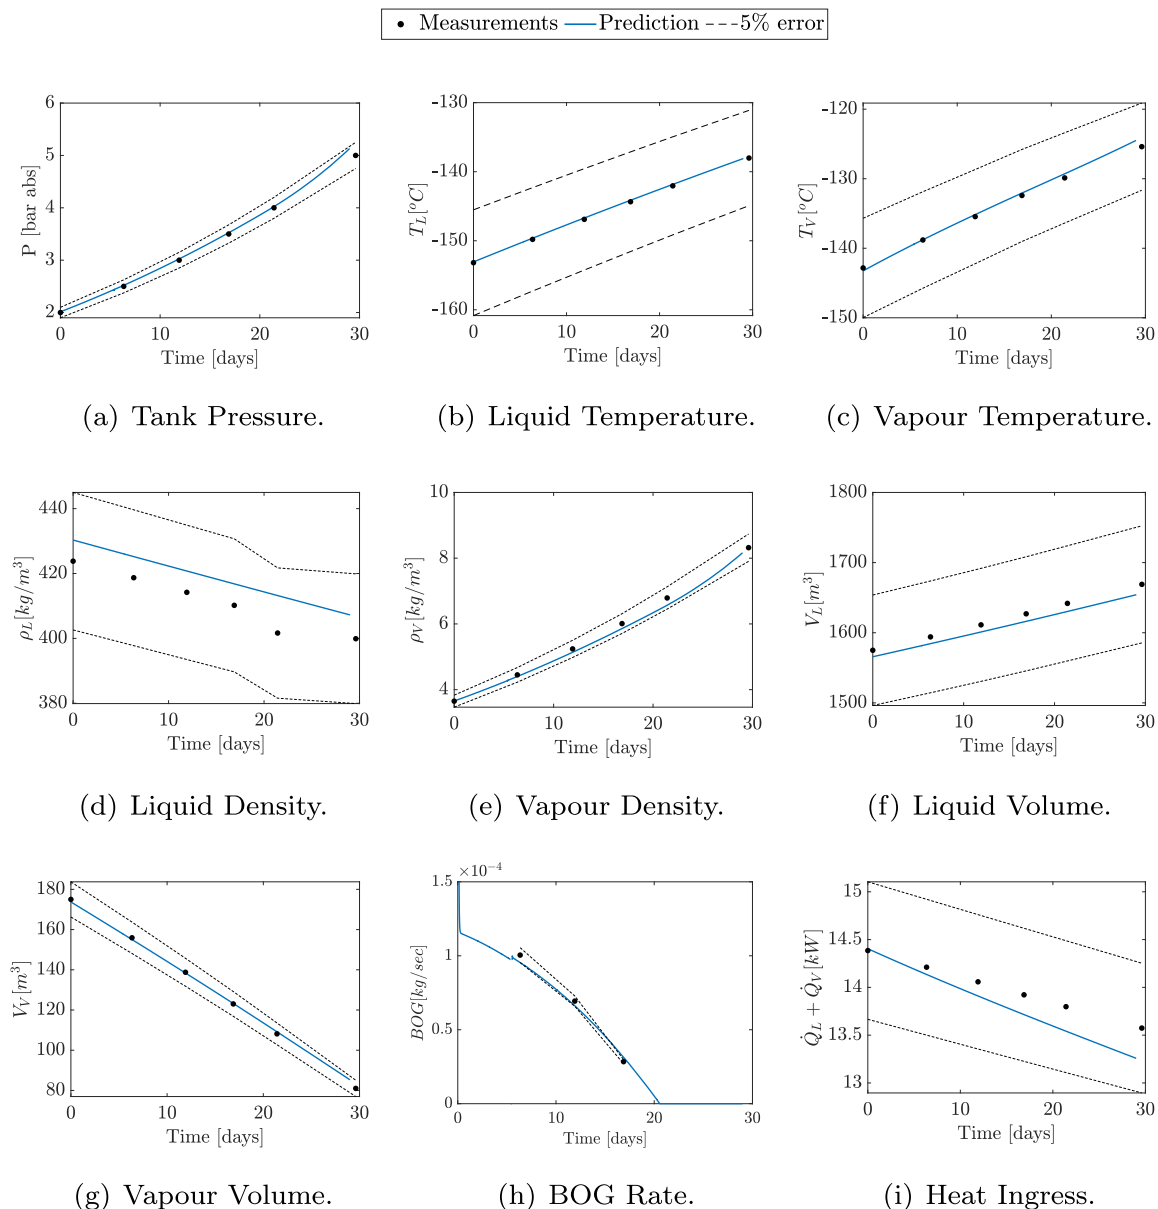 Measurements Prediction 5% error
6
5
4
3
2
0 10 20 30
P [bar abs]
Time [days]
(a) Tank Pressure.
-130
-140
-150
-160
0 10 20 30
T_L[°C]
Time [days]
(b) Liquid Temperature.
-120
-130
-140
-150
0 10 20 30
T_V[°C]
Time [days]
(c) Vapour Temperature.
440
420
400
380
0 10 20 30
ρ_L[kg/m³]
Time [days]
(d) Liquid Density.
10
8
6
4
0 10 20 30
ρ_V[kg/m³]
Time [days]
(e) Vapour Density.
1800
1700
1600
1500
0 10 20 30
V_L[m³]
Time [days]
(f) Liquid Volume.
180
160
140
120
100
80
0 10 20 30
V_V[m³]
Time [days]
(g) Vapour Volume.
×10⁻⁴
1.5
1
0.5
0
0 10 20 30
BOG[kg/sec]
Time [days]
(h) BOG Rate.
15
14.5
14
13.5
13
0 10 20 30
Q̇_L + Q̇_V[kW]
Time [days]
(i) Heat Ingress.